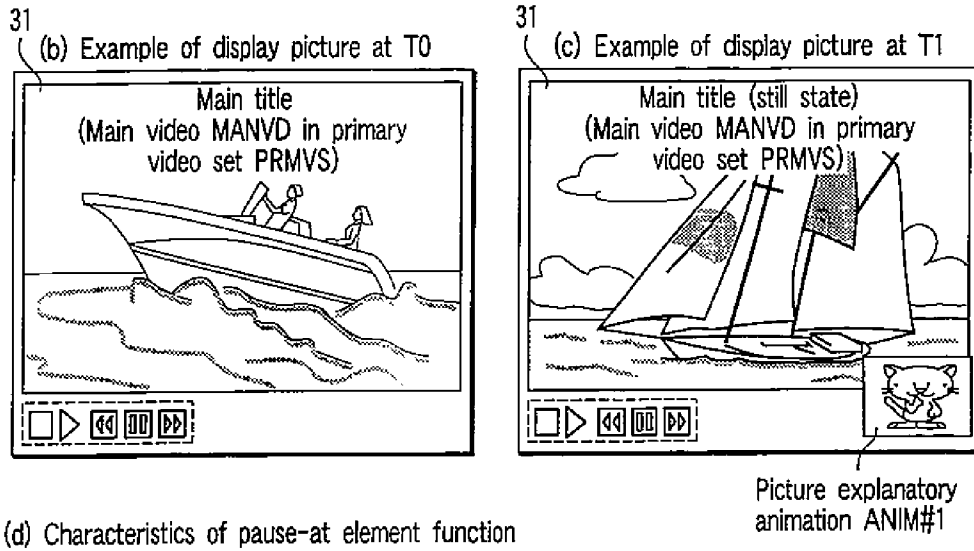 31
(b) Example of display picture at T0
Main title
(Main video MANVD in primary
video set PRMVS)
31
(c) Example of display picture at T1
Main title (still state)
(Main video MANVD in primary
video set PRMVS)
Picture explanatory
animation ANIM#1
(d) Characteristics of pause-at element function